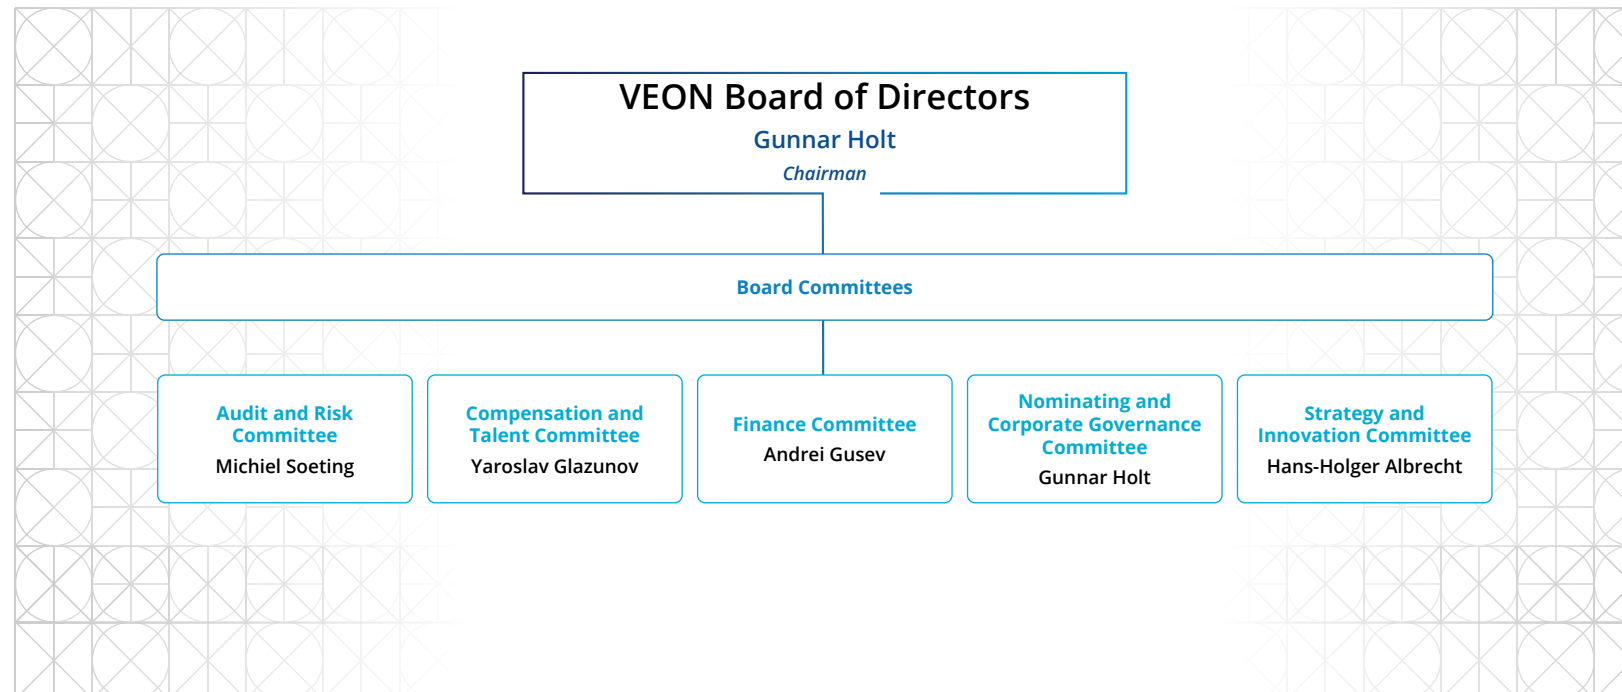 VEON Board of Directors
Gunnar Holt
Chairman
Board Committees
Audit and Risk
Committee
Michiel Soeting
Compensation and
Talent Committee
Yaroslav Glazunov
Finance Committee
Andrei Gusev
Nominating and
Corporate Governance
Committee
Gunnar Holt
Strategy and
Innovation Committee
Hans-Holger Albrecht